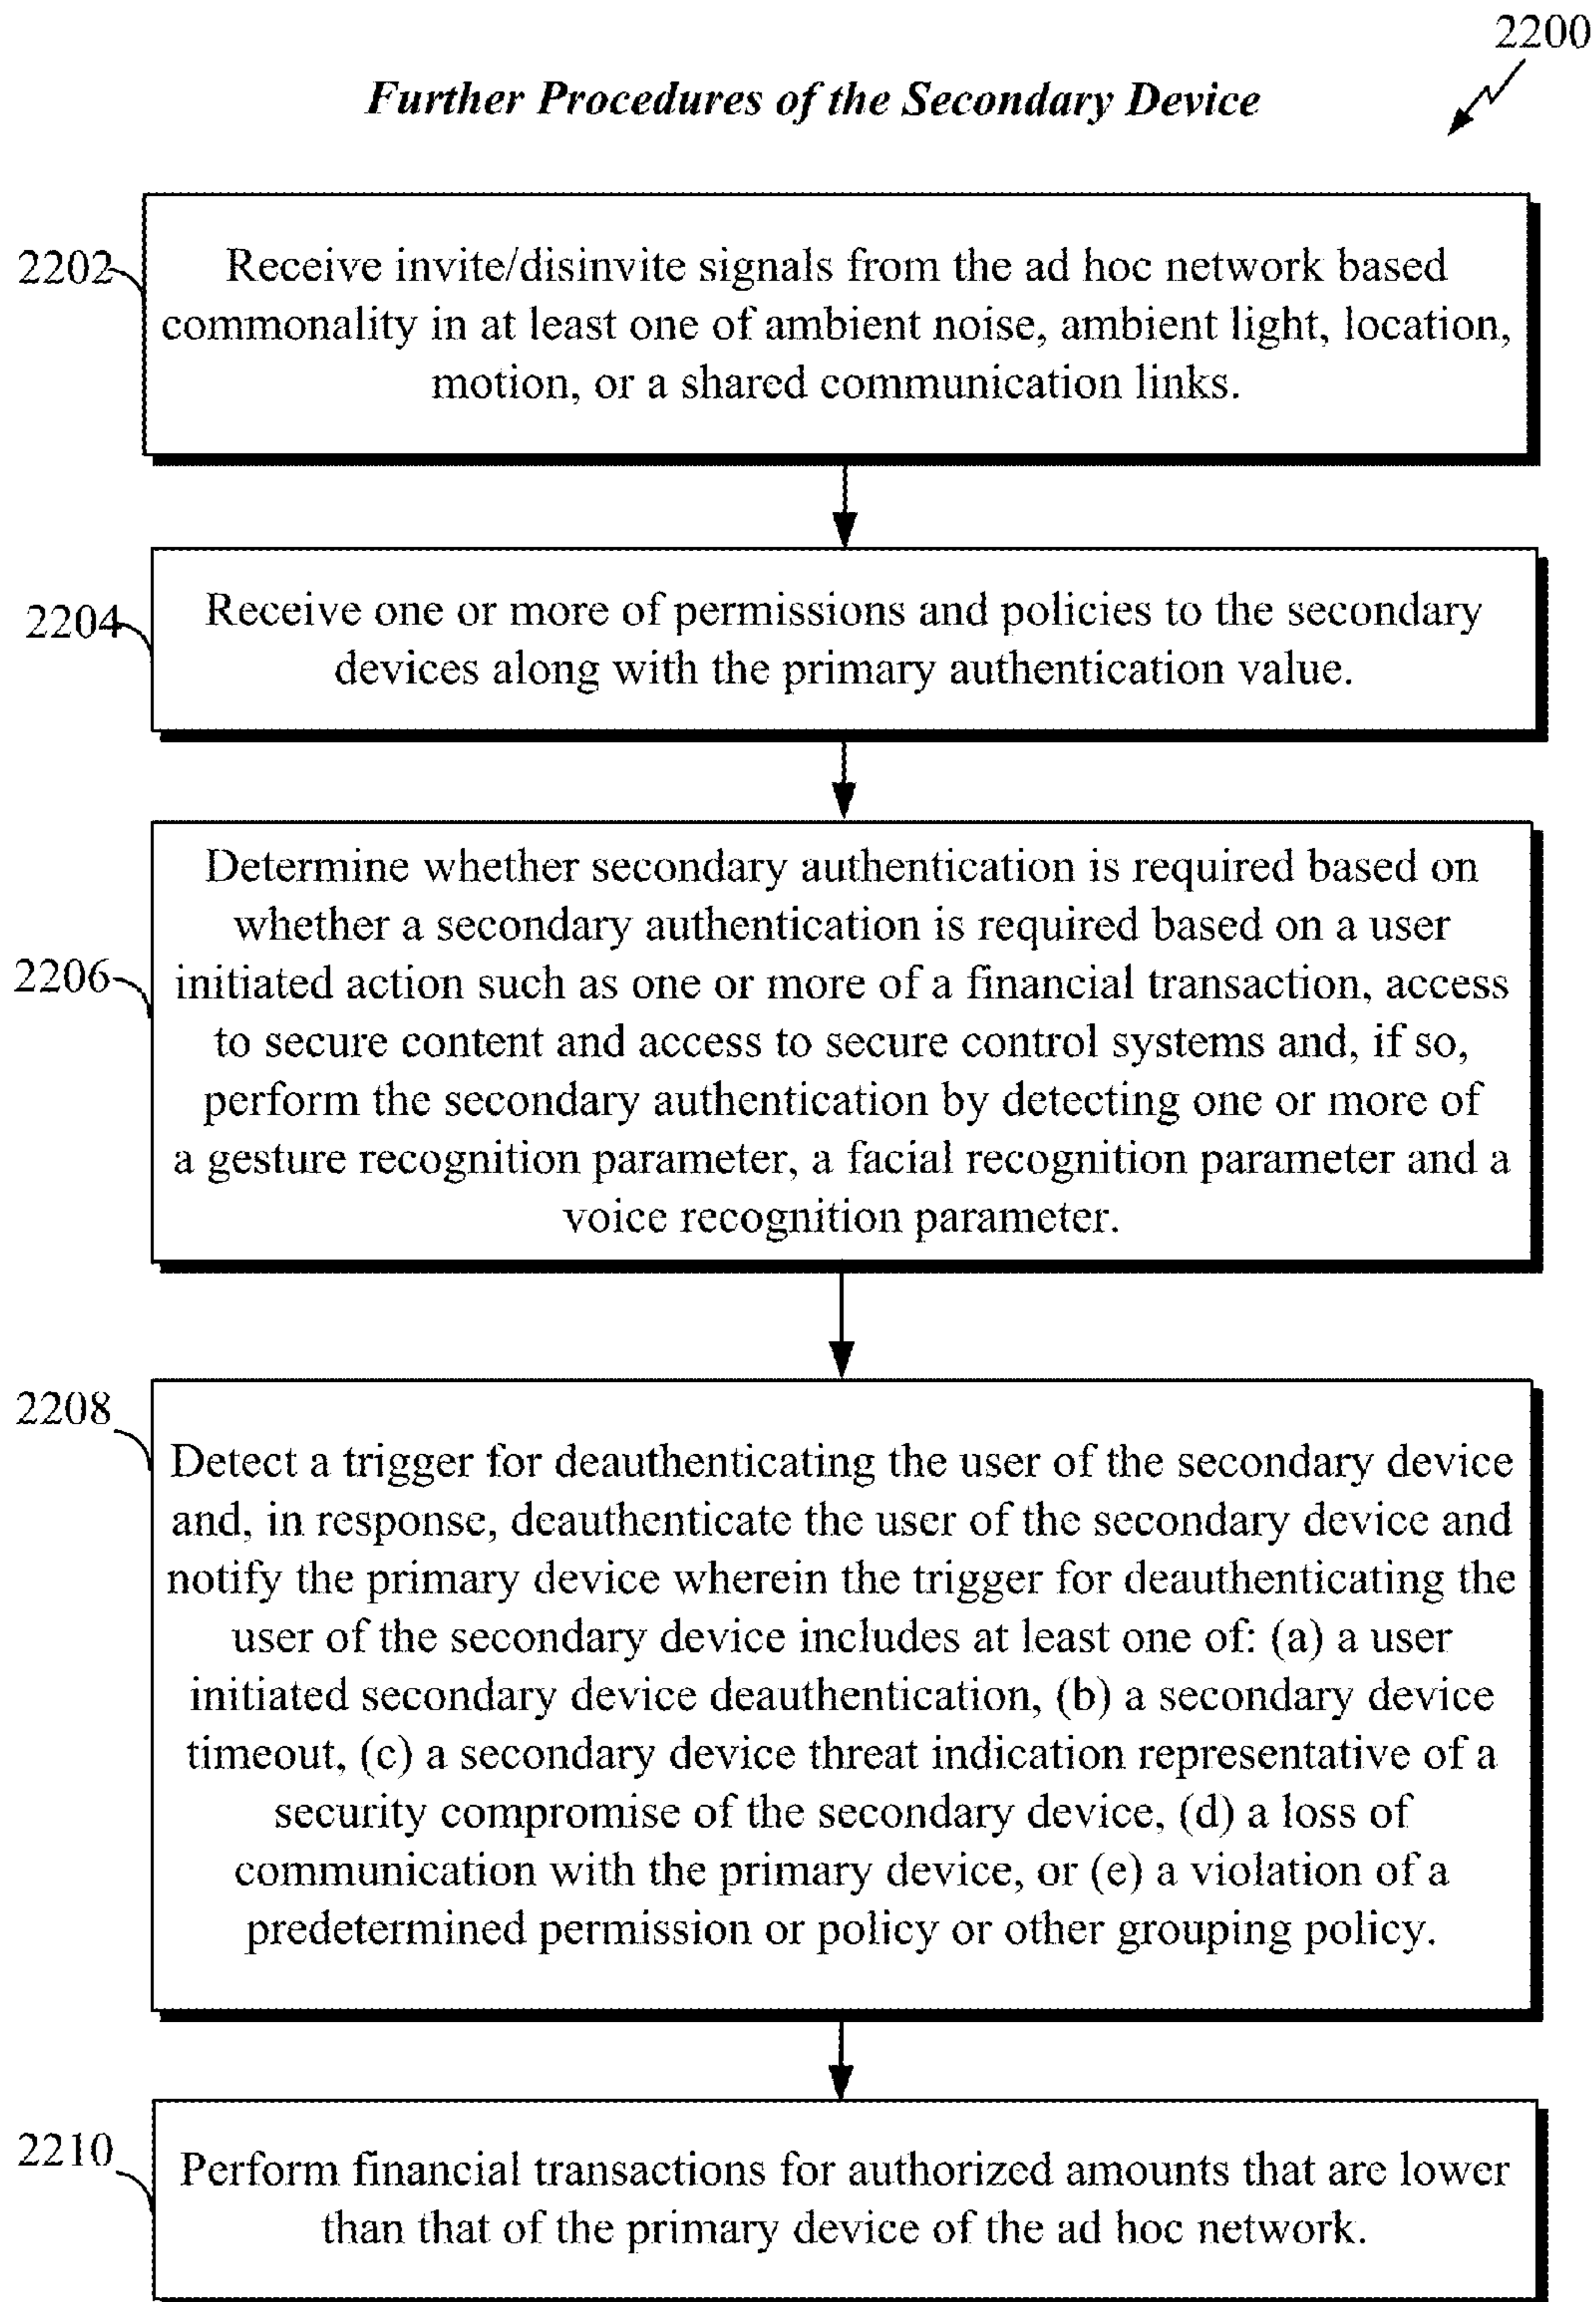 2200
Further Procedures of the Secondary Device
2202
Receive invite/disinvite signals from the ad hoc network based
commonality in at least one of ambient noise, ambient light, location,
motion, or a shared communication links.
2204
Receive one or more of permissions and policies to the secondary
devices along with the primary authentication value.
2206
Determine whether secondary authentication is required based on
whether a secondary authentication is required based on a user
initiated action such as one or more of a financial transaction, access
to secure content and access to secure control systems and, if so,
perform the secondary authentication by detecting one or more of
a gesture recognition parameter, a facial recognition parameter and a
voice recognition parameter.
2208
Detect a trigger for deauthenticating the user of the secondary device
and, in response, deauthenticate the user of the secondary device and
notify the primary device wherein the trigger for deauthenticating the
user of the secondary device includes at least one of: (a) a user
initiated secondary device deauthentication, (b) a secondary device
timeout, (c) a secondary device threat indication representative of a
security compromise of the secondary device, (d) a loss of
communication with the primary device, or (e) a violation of a
predetermined permission or policy or other grouping policy.
2210
Perform financial transactions for authorized amounts that are lower
than that of the primary device of the ad hoc network.